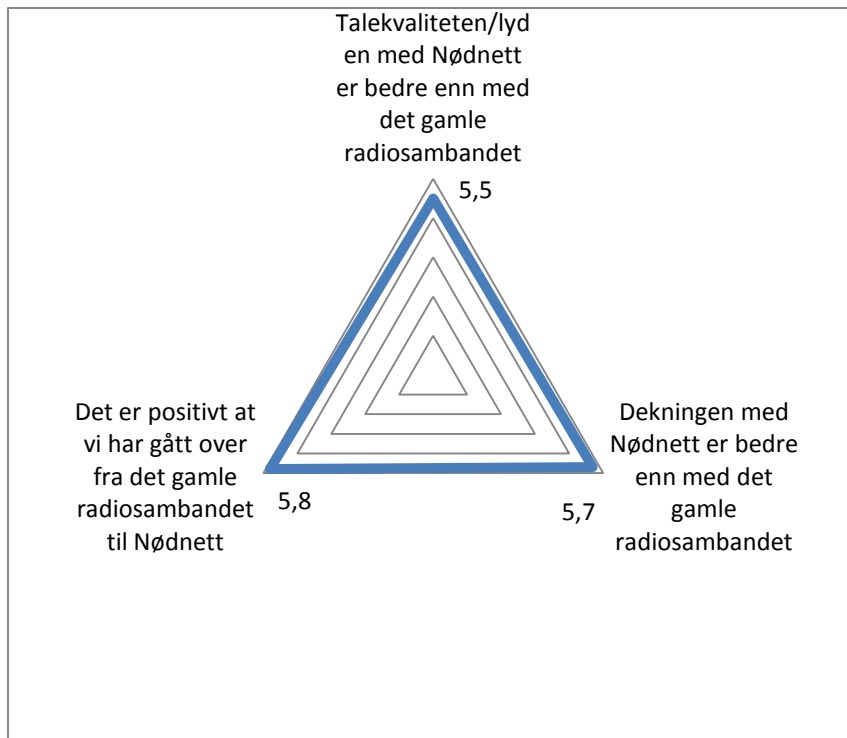 Talekvaliteten/lyd
en med Nødnett
er bedre enn med
det gamle
radiosambandet
5,5
Det er positivt at
vi har gått over
fra det gamle
radiosambandet
til Nødnett
5,8
Dekningen med
Nødnett er bedre
enn med det
gamle
radiosambandet
5,7